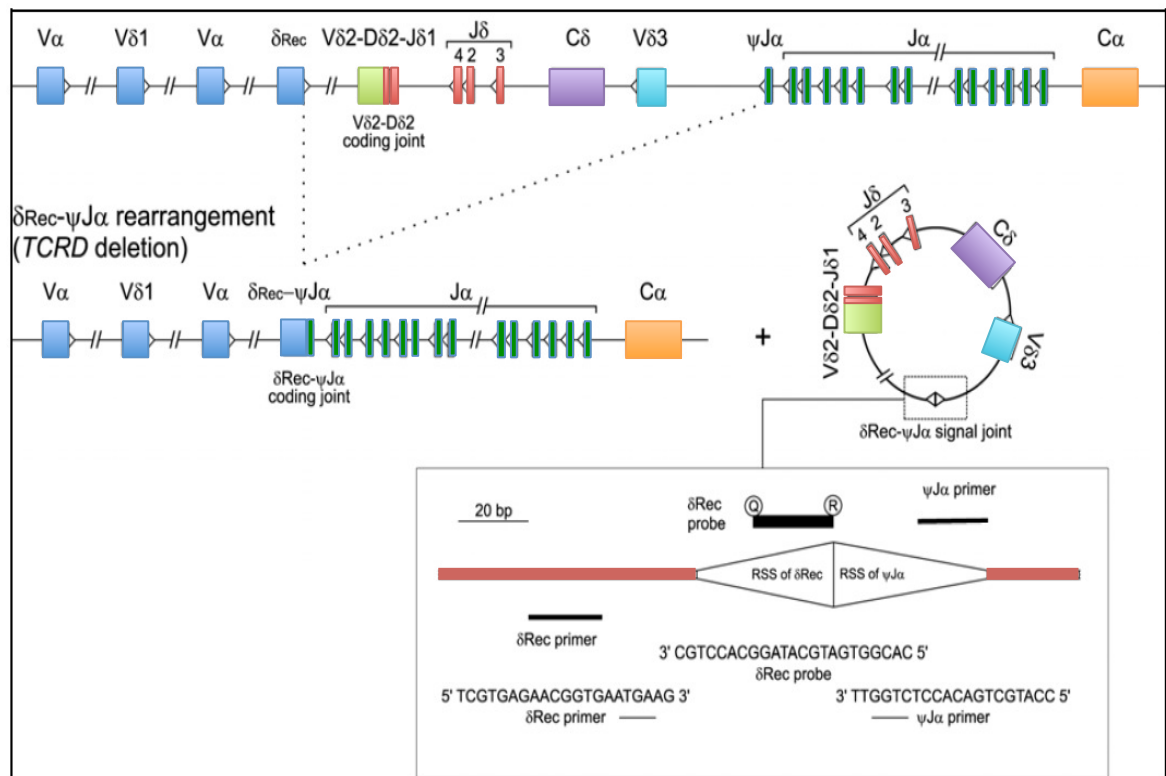 Vα Vδ1 Vα δRec Vδ2-Dδ2-Jδ1 Jδ Cδ Vδ3 ψJα Jα Cα
4 2 3
Vδ2-Dδ2
coding joint
δRec-ψJα rearrangement
(TCRD deletion)
Vα Vδ1 Vα δRec–ψJα Jα Cα
δRec-ψJα
coding joint
+
Vδ2-Dδ2-Jδ1
Jδ
4 2 3
Cδ
Vδ3
δRec-ψJα signal joint
20 bp
δRec
probe
Q R
ψJα primer
RSS of δRec RSS of ψJα
δRec primer
3' CGTCCACGGATACGTAGTGGCAC 5'
δRec probe
5' TCGTGAGAACGGTGAATGAAG 3'
δRec primer
3' TTGGTCTCCACAGTCGTACC 5'
ψJα primer